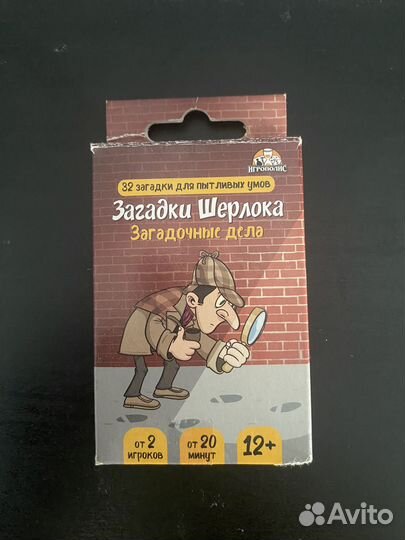 ИГРОПОЛИС
32 загадки для пытливых умов
Загадки Шерлока
Загадочные дела
от 2
игроков
от 20
минут
12+
Avito